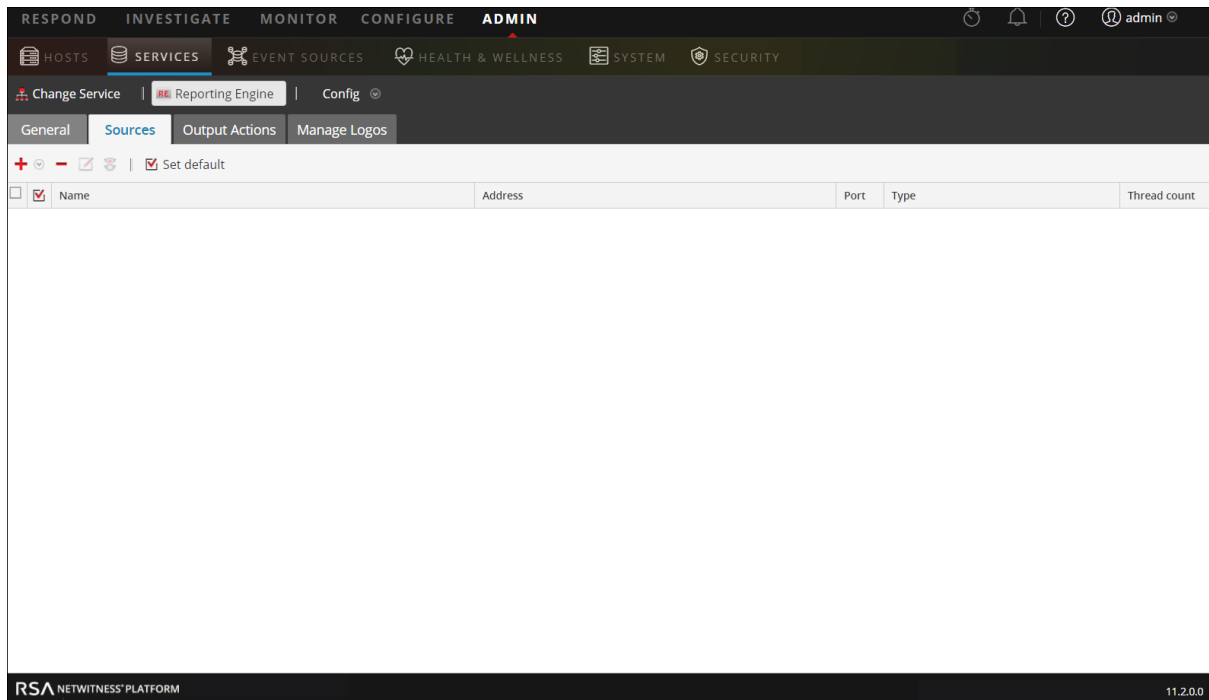 RESPOND INVESTIGATE MONITOR CONFIGURE ADMIN ? admin
HOSTS SERVICES EVENT SOURCES HEALTH & WELLNESS SYSTEM SECURITY
Change Service | RE Reporting Engine | Config
General Sources Output Actions Manage Logos
Set default
Name Address Port Type Thread count
RSA NETWITNESS® PLATFORM 11.2.0.0